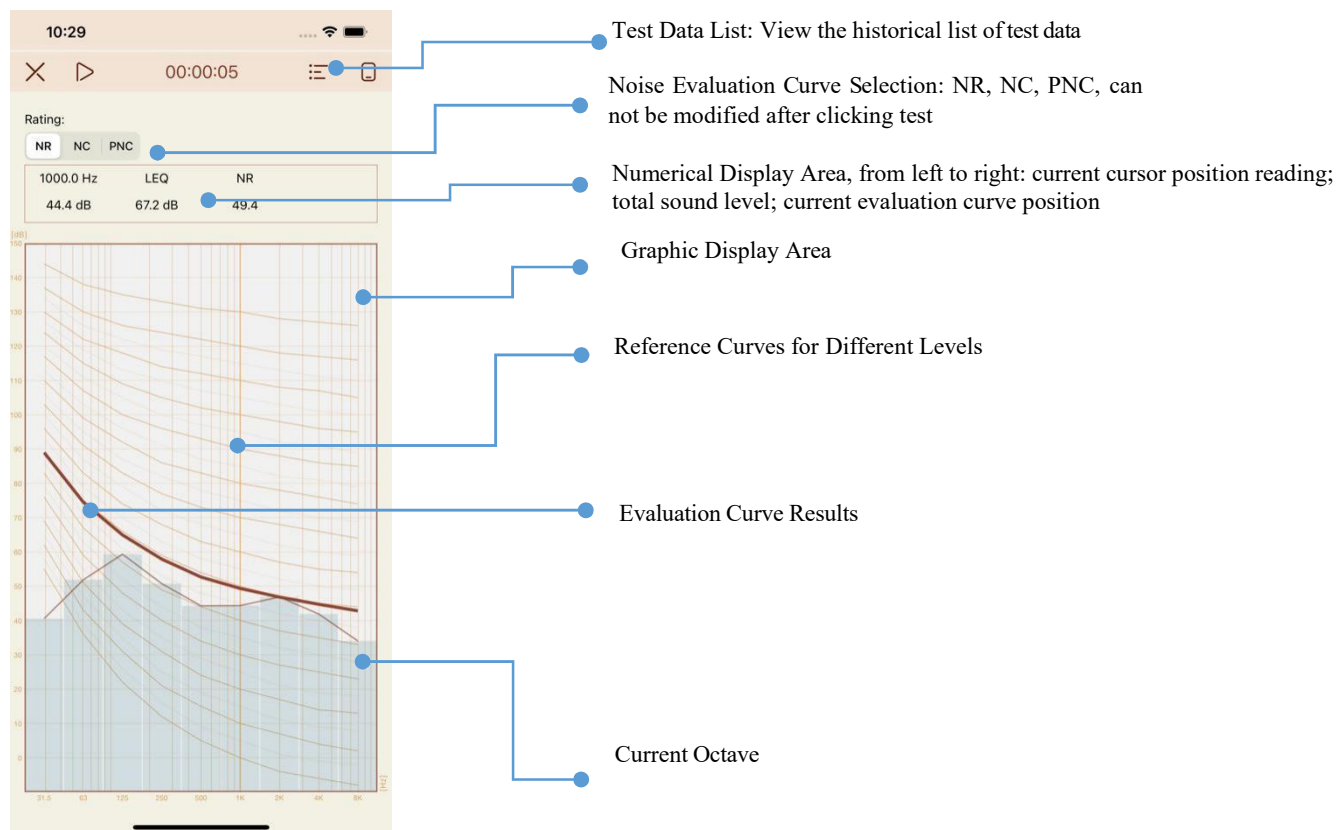 10:29
00:00:05
Rating:
NR NC PNC
1000.0 Hz LEQ NR
44.4 dB 67.2 dB 49.4
[dB]
150
140
130
120
110
100
90
80
70
60
50
40
30
20
10
0
31.5 63 125 250 500 1K 2K 4K 8K
[Hz]
Test Data List: View the historical list of test data
Noise Evaluation Curve Selection: NR, NC, PNC, can
not be modified after clicking test
Numerical Display Area, from left to right: current cursor position reading;
total sound level; current evaluation curve position
Graphic Display Area
Reference Curves for Different Levels
Evaluation Curve Results
Current Octave